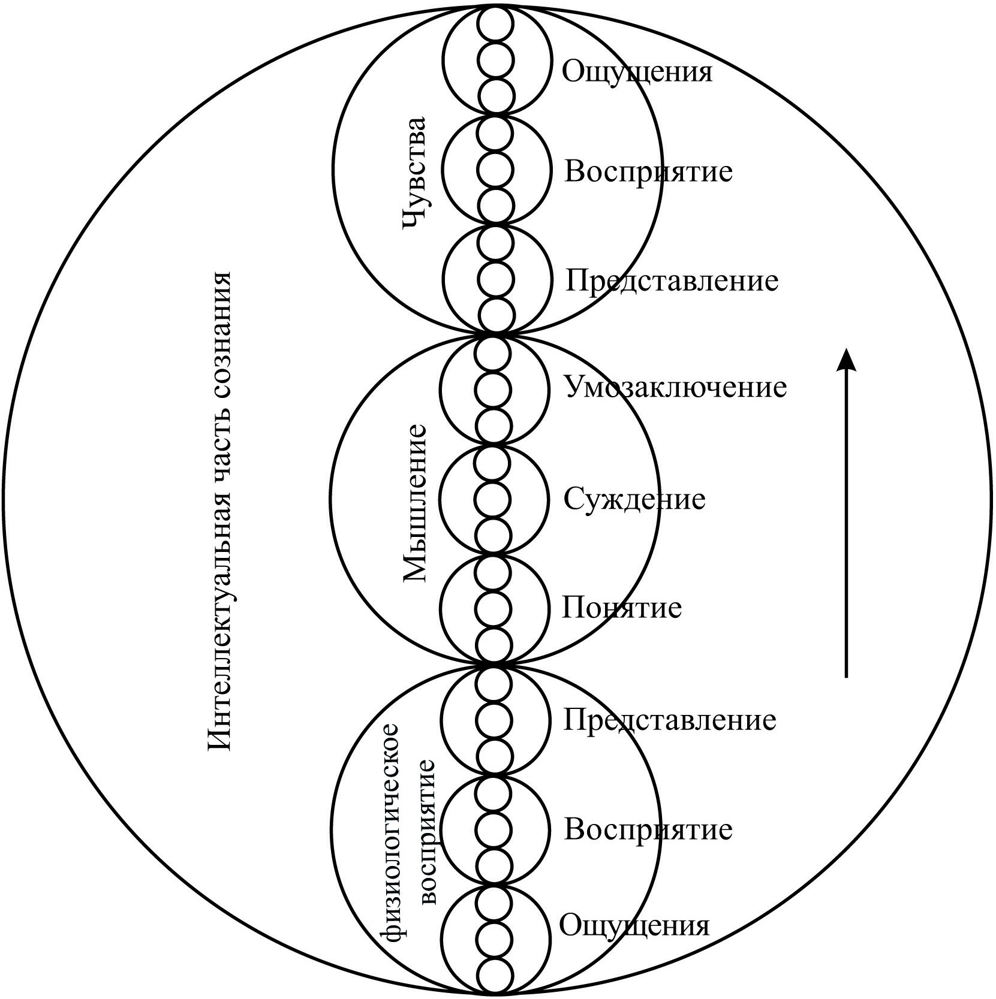 Интеллектуальная часть сознания
Чувства
Ощущения
Восприятие
Представление
Мышление
Умозаключение
Суждение
Понятие
физиологическое
восприятие
Представление
Восприятие
Ощущения